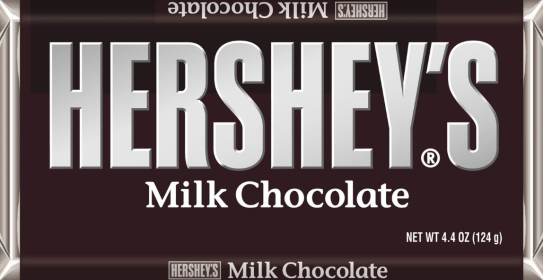 HERSHEY'S Milk Chocolate
HERSHEY'S®
Milk Chocolate
NET WT 4.4 OZ (124 g)
HERSHEY'S Milk Chocolate